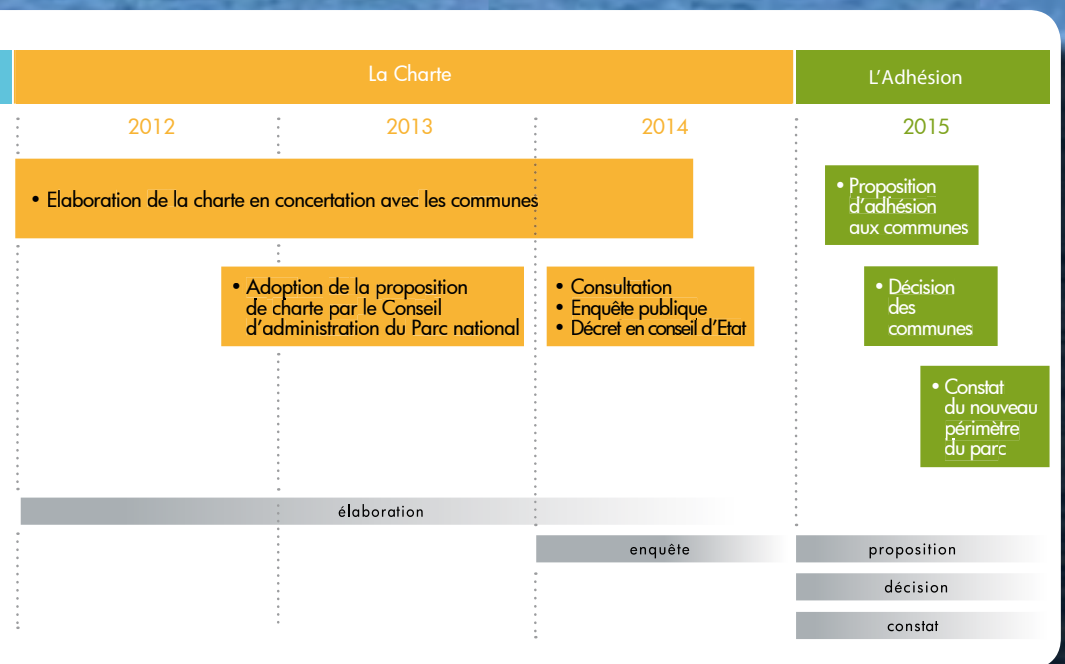 La Charte
L'Adhésion
2012
2013
2014
2015
• Elaboration de la charte en concertation avec les communes
• Proposition
d'adhésion
aux communes
• Adoption de la proposition
de charte par le Conseil
d'administration du Parc national
• Consultation
• Enquête publique
• Décret en conseil d'Etat
• Décision
des
communes
• Constat
du nouveau
périmètre
du parc
élaboration
enquête
proposition
décision
constat